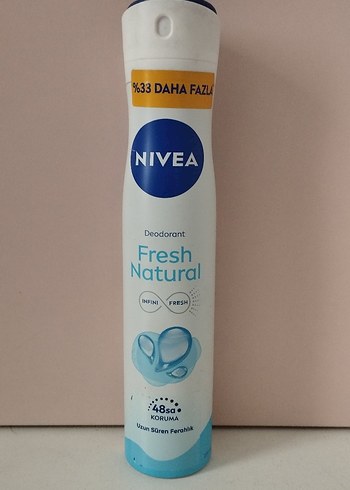 %33 DAHA FAZLA
NIVEA
Deodorant
Fresh
Natural
INFINI FRESH
48sa
KORUMA
Uzun Süren Ferahlık